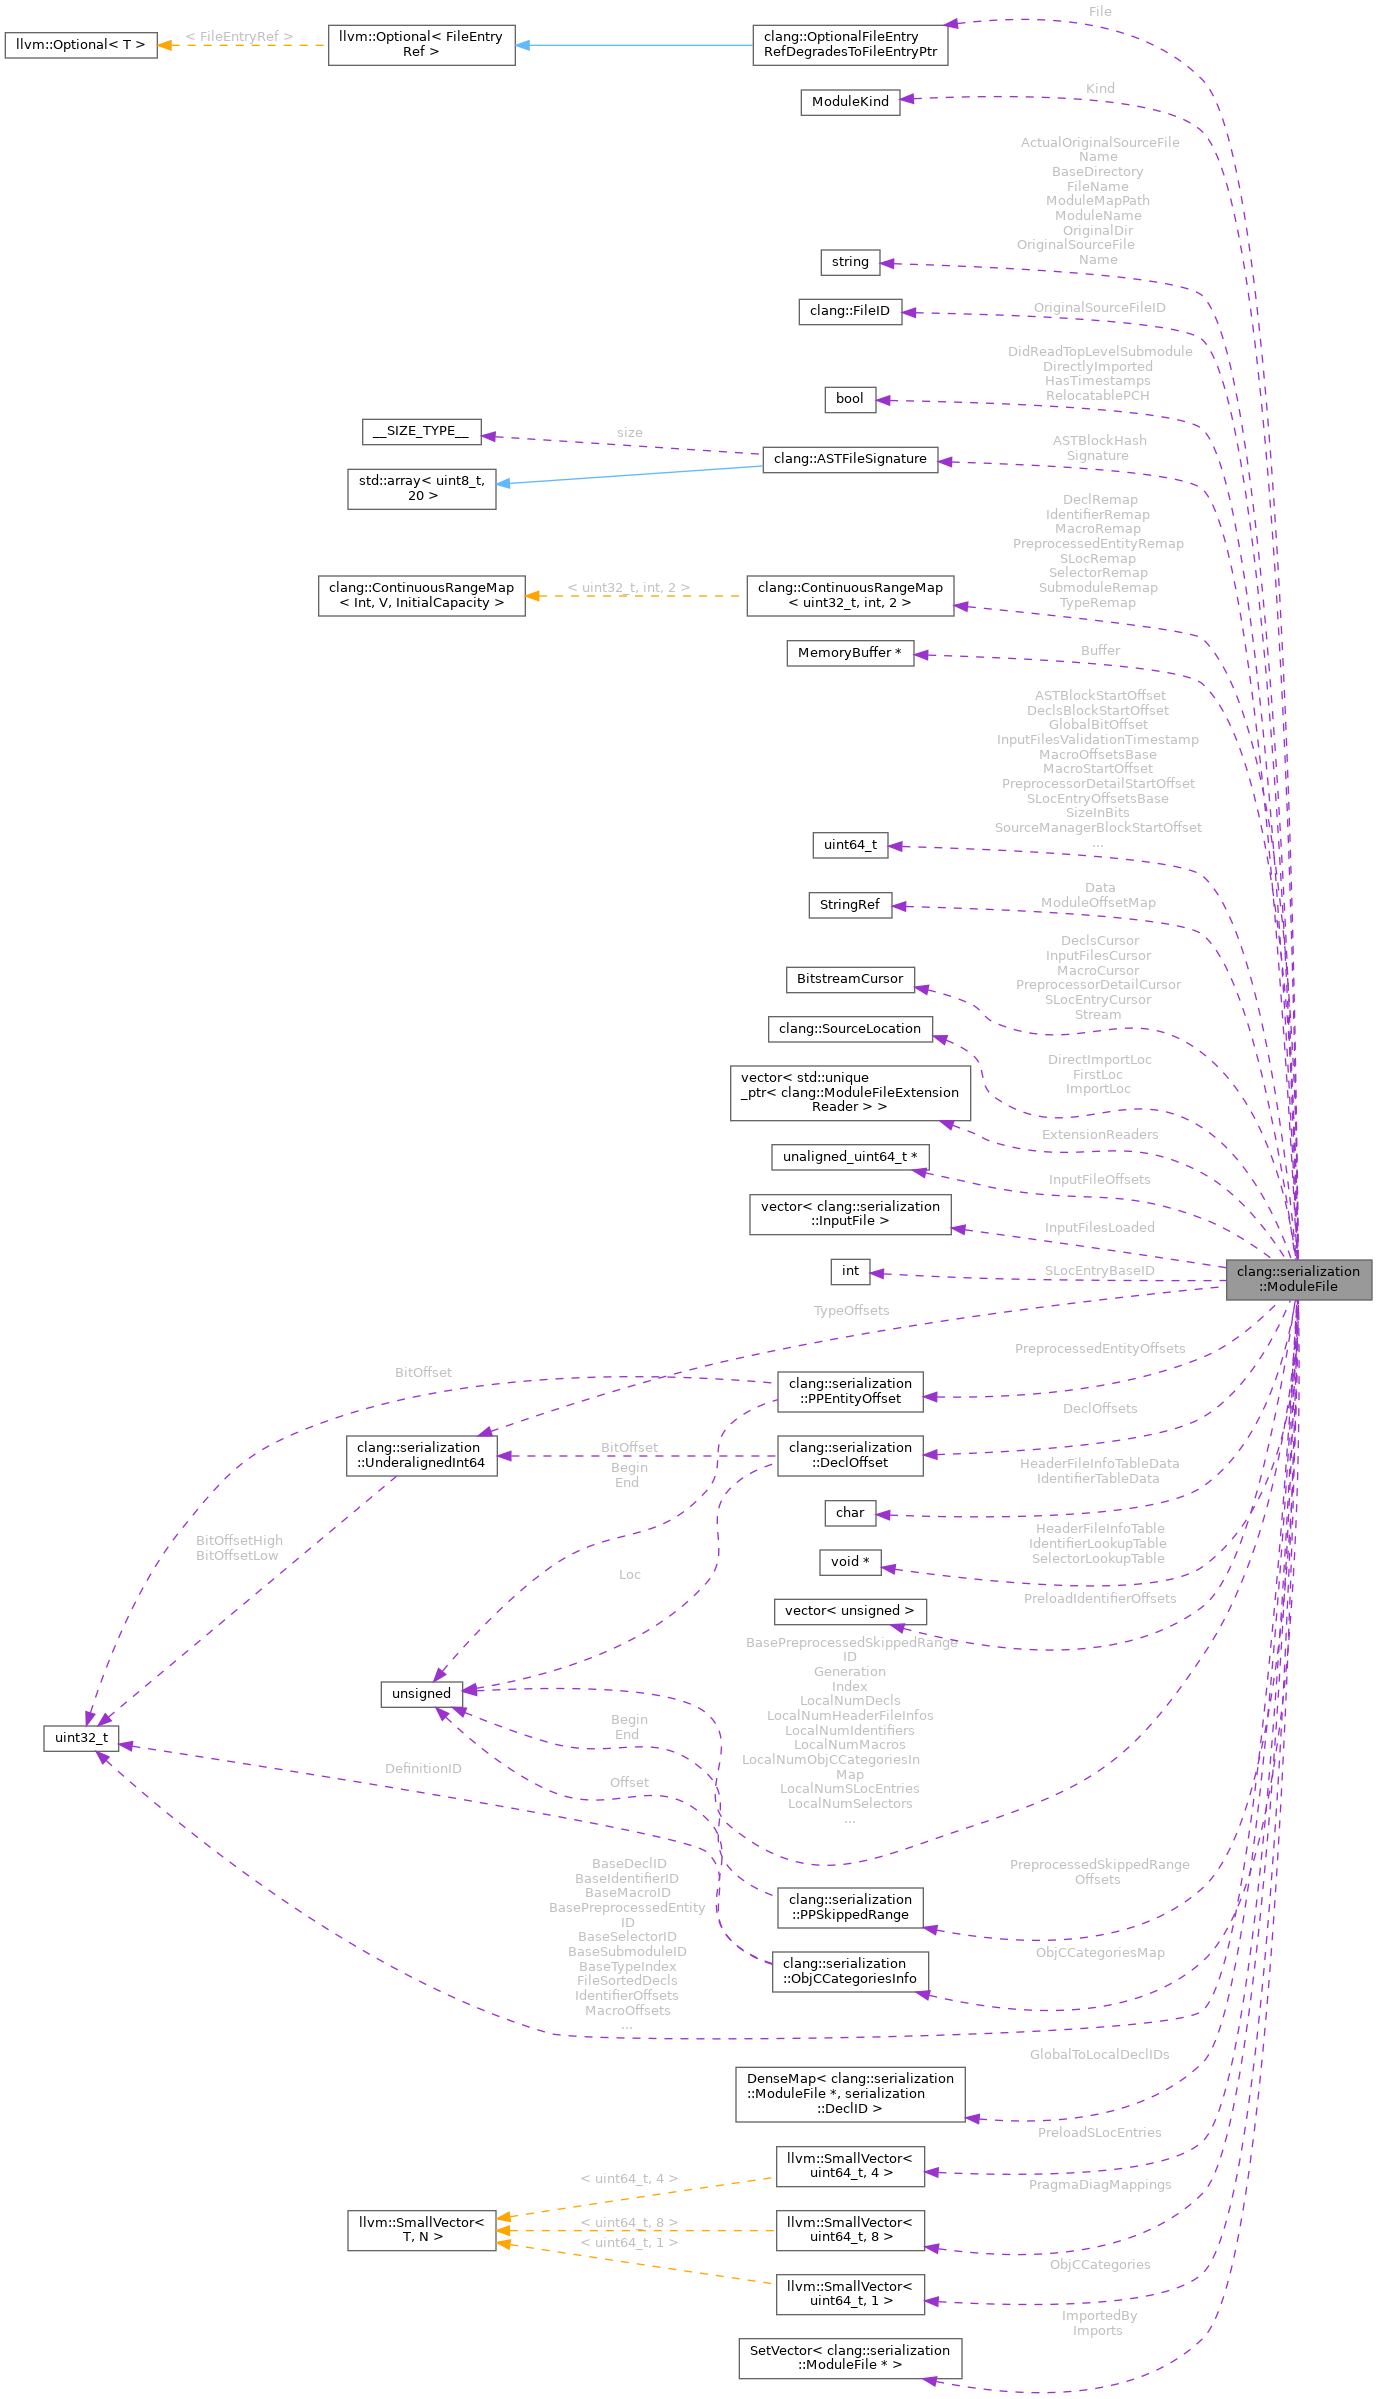 File
llvm::Optional< T >
< FileEntryRef >
llvm::Optional< FileEntry
Ref >
clang::OptionalFileEntry
RefDegradesToFileEntryPtr
Kind
ModuleKind
ActualOriginalSourceFile
Name
BaseDirectory
FileName
ModuleMapPath
ModuleName
OriginalDir
OriginalSourceFile
Name
string
OriginalSourceFileID
clang::FileID
DidReadTopLevelSubmodule
DirectlyImported
HasTimestamps
RelocatablePCH
bool
__SIZE_TYPE__
size
clang::ASTFileSignature
ASTBlockHash
Signature
std::array< uint8_t,
20 >
DeclRemap
IdentifierRemap
MacroRemap
PreprocessedEntityRemap
SLocRemap
SelectorRemap
SubmoduleRemap
TypeRemap
clang::ContinuousRangeMap
< Int, V, InitialCapacity >
< uint32_t, int, 2 >
clang::ContinuousRangeMap
< uint32_t, int, 2 >
MemoryBuffer *
Buffer
ASTBlockStartOffset
DeclsBlockStartOffset
GlobalBitOffset
InputFilesValidationTimestamp
MacroOffsetsBase
MacroStartOffset
PreprocessorDetailStartOffset
SLocEntryOffsetsBase
SizeInBits
SourceManagerBlockStartOffset
...
uint64_t
Data
ModuleOffsetMap
StringRef
DeclsCursor
InputFilesCursor
MacroCursor
PreprocessorDetailCursor
SLocEntryCursor
Stream
BitstreamCursor
clang::SourceLocation
DirectImportLoc
FirstLoc
ImportLoc
vector< std::unique
_ptr< clang::ModuleFileExtension
Reader > >
ExtensionReaders
unaligned_uint64_t *
InputFileOffsets
vector< clang::serialization
::InputFile >
InputFilesLoaded
int
SLocEntryBaseID
clang::serialization
::ModuleFile
TypeOffsets
PreprocessedEntityOffsets
BitOffset
clang::serialization
::PPEntityOffset
DeclOffsets
clang::serialization
::UnderalignedInt64
BitOffset
clang::serialization
::DeclOffset
Begin
End
HeaderFileInfoTableData
IdentifierTableData
char
BitOffsetHigh
BitOffsetLow
HeaderFileInfoTable
IdentifierLookupTable
SelectorLookupTable
void *
Loc
PreloadIdentifierOffsets
vector< unsigned >
BasePreprocessedSkippedRange
ID
Generation
Index
LocalNumDecls
LocalNumHeaderFileInfos
LocalNumIdentifiers
LocalNumMacros
LocalNumObjCCategoriesIn
Map
LocalNumSLocEntries
LocalNumSelectors
...
unsigned
Begin
End
uint32_t
DefinitionID
Offset
BaseDeclID
BaseIdentifierID
BaseMacroID
BasePreprocessedEntity
ID
BaseSelectorID
BaseSubmoduleID
BaseTypeIndex
FileSortedDecls
IdentifierOffsets
MacroOffsets
...
PreprocessedSkippedRange
Offsets
clang::serialization
::PPSkippedRange
ObjCCategoriesMap
clang::serialization
::ObjCCategoriesInfo
GlobalToLocalDeclIDs
DenseMap< clang::serialization
::ModuleFile *, serialization
::DeclID >
PreloadSLocEntries
llvm::SmallVector<
uint64_t, 4 >
< uint64_t, 4 >
PragmaDiagMappings
llvm::SmallVector<
T, N >
< uint64_t, 8 >
llvm::SmallVector<
uint64_t, 8 >
< uint64_t, 1 >
ObjCCategories
llvm::SmallVector<
uint64_t, 1 >
ImportedBy
Imports
SetVector< clang::serialization
::ModuleFile * >